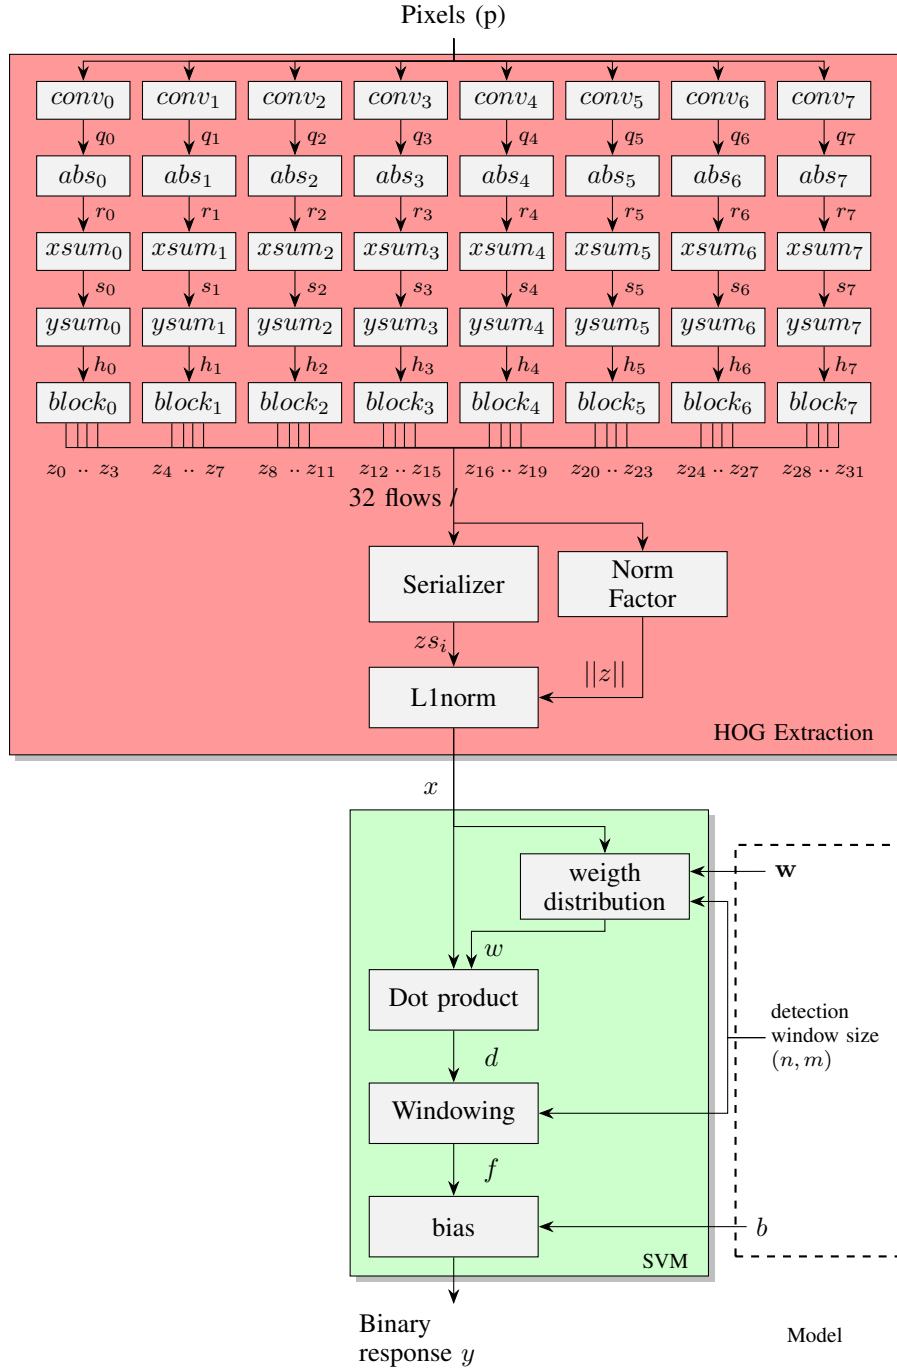 Pixels (p)
conv₀ conv₁ conv₂ conv₃ conv₄ conv₅ conv₆ conv₇
q₀ q₁ q₂ q₃ q₄ q₅ q₆ q₇
abs₀ abs₁ abs₂ abs₃ abs₄ abs₅ abs₆ abs₇
r₀ r₁ r₂ r₃ r₄ r₅ r₆ r₇
xsum₀ xsum₁ xsum₂ xsum₃ xsum₄ xsum₅ xsum₆ xsum₇
s₀ s₁ s₂ s₃ s₄ s₅ s₆ s₇
ysum₀ ysum₁ ysum₂ ysum₃ ysum₄ ysum₅ ysum₆ ysum₇
h₀ h₁ h₂ h₃ h₄ h₅ h₆ h₇
block₀ block₁ block₂ block₃ block₄ block₅ block₆ block₇
z₀ .. z₃ z₄ .. z₇ z₈ .. z₁₁ z₁₂ .. z₁₅ z₁₆ .. z₁₉ z₂₀ .. z₂₃ z₂₄ .. z₂₇ z₂₈ .. z₃₁
32 flows /
Serializer
Norm
Factor
zsᵢ
||z||
L1norm
HOG Extraction
x
weigth
distribution
w
w
Dot product
detection
window size
(n, m)
d
Windowing
f
bias
b
SVM
Binary
response y
Model